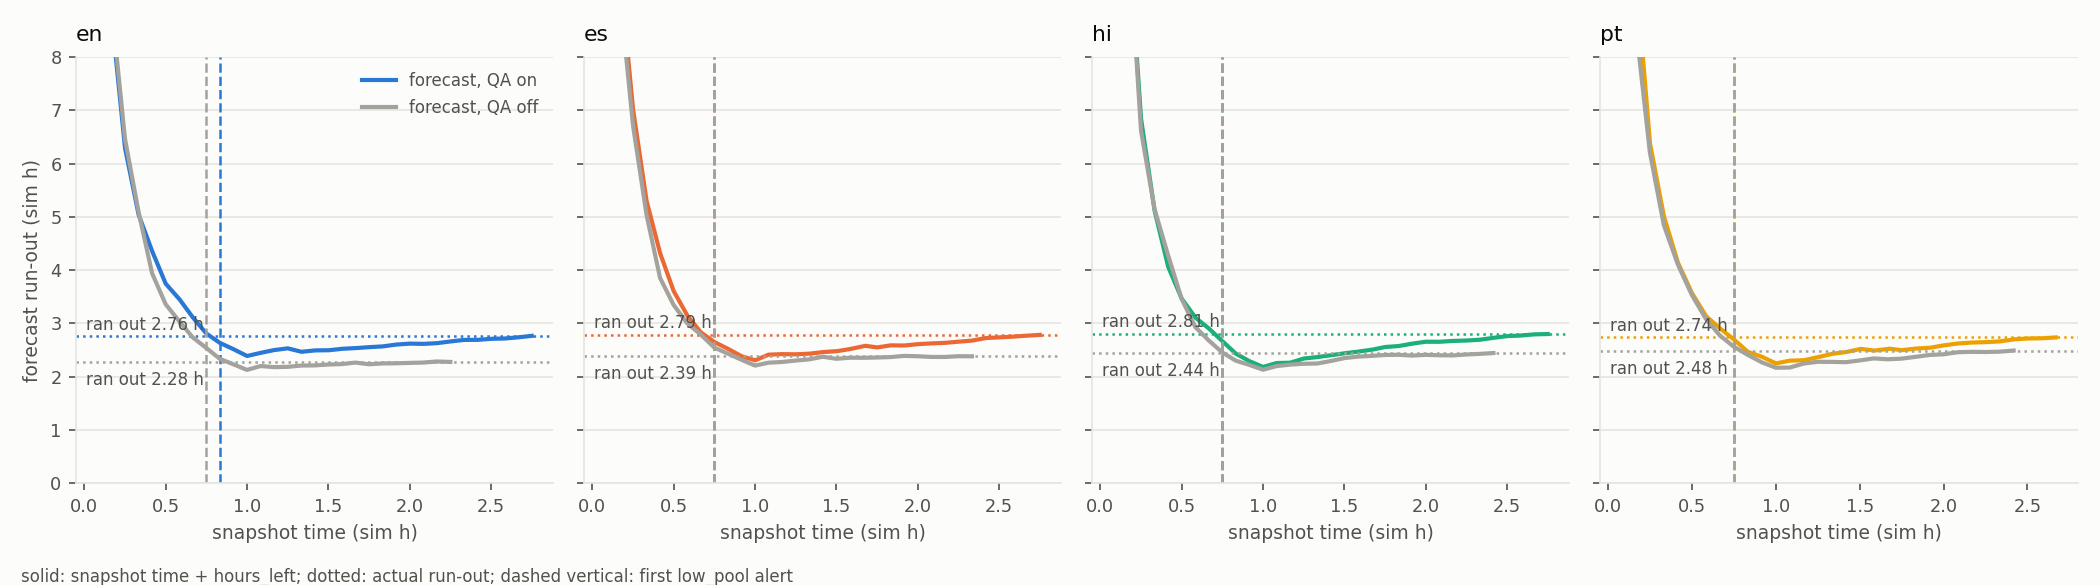 en
es
hi
pt
forecast, QA on
forecast, QA off
forecast run-out (sim h)
8
7
6
5
4
3
2
1
0
ran out 2.76 h
ran out 2.28 h
ran out 2.79 h
ran out 2.39 h
ran out 2.81 h
ran out 2.44 h
ran out 2.74 h
ran out 2.48 h
0.0 0.5 1.0 1.5 2.0 2.5
0.0 0.5 1.0 1.5 2.0 2.5
0.0 0.5 1.0 1.5 2.0 2.5
0.0 0.5 1.0 1.5 2.0 2.5
snapshot time (sim h)
snapshot time (sim h)
snapshot time (sim h)
snapshot time (sim h)
solid: snapshot time + hours_left; dotted: actual run-out; dashed vertical: first low_pool alert